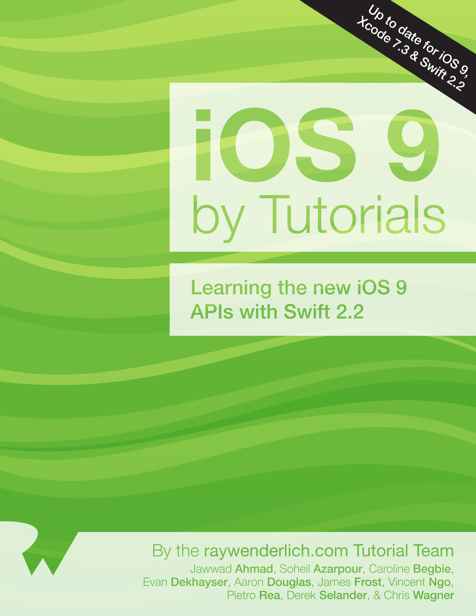 Up to date for iOS 9,
Xcode 7.3 & Swift 2.2
iOS 9
by Tutorials
Learning the new iOS 9
APIs with Swift 2.2
By the raywenderlich.com Tutorial Team
Jawwad Ahmad, Soheil Azarpour, Caroline Begbie,
Evan Dekhayser, Aaron Douglas, James Frost, Vincent Ngo,
Pietro Rea, Derek Selander, & Chris Wagner